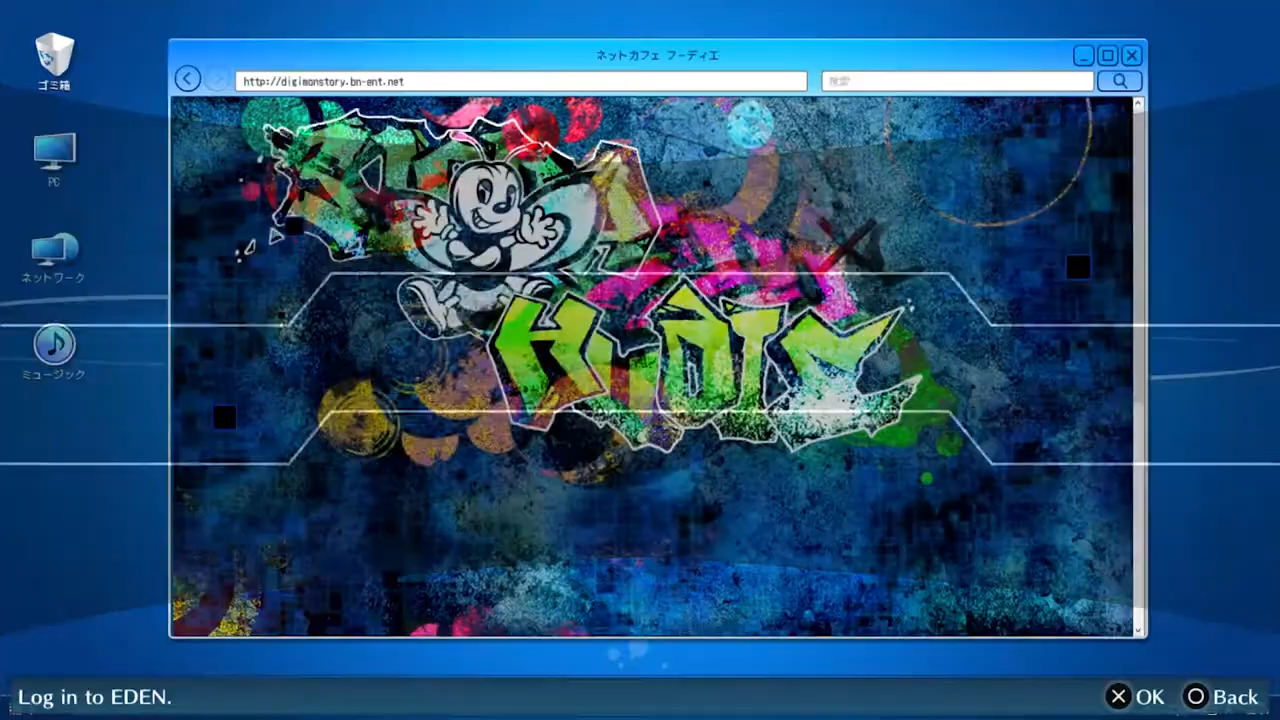 ゴミ箱
PC
ネットワーク
ミュージック
ネットカフェ フーディエ
http://digimonstory.bn-ent.net
検索
HuDIE
Log in to EDEN.
OK
Back